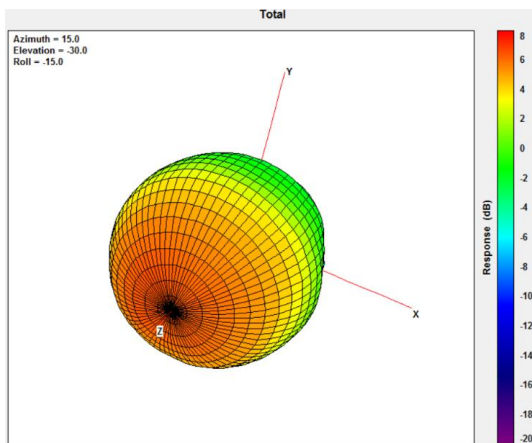 Total
Azimuth = 15.0
Elevation = -30.0
Roll = -15.0
Y
X
Z
8
6
4
2
0
-2
-4
-6
-8
-10
-12
-14
-16
-18
-20
Response (dB)